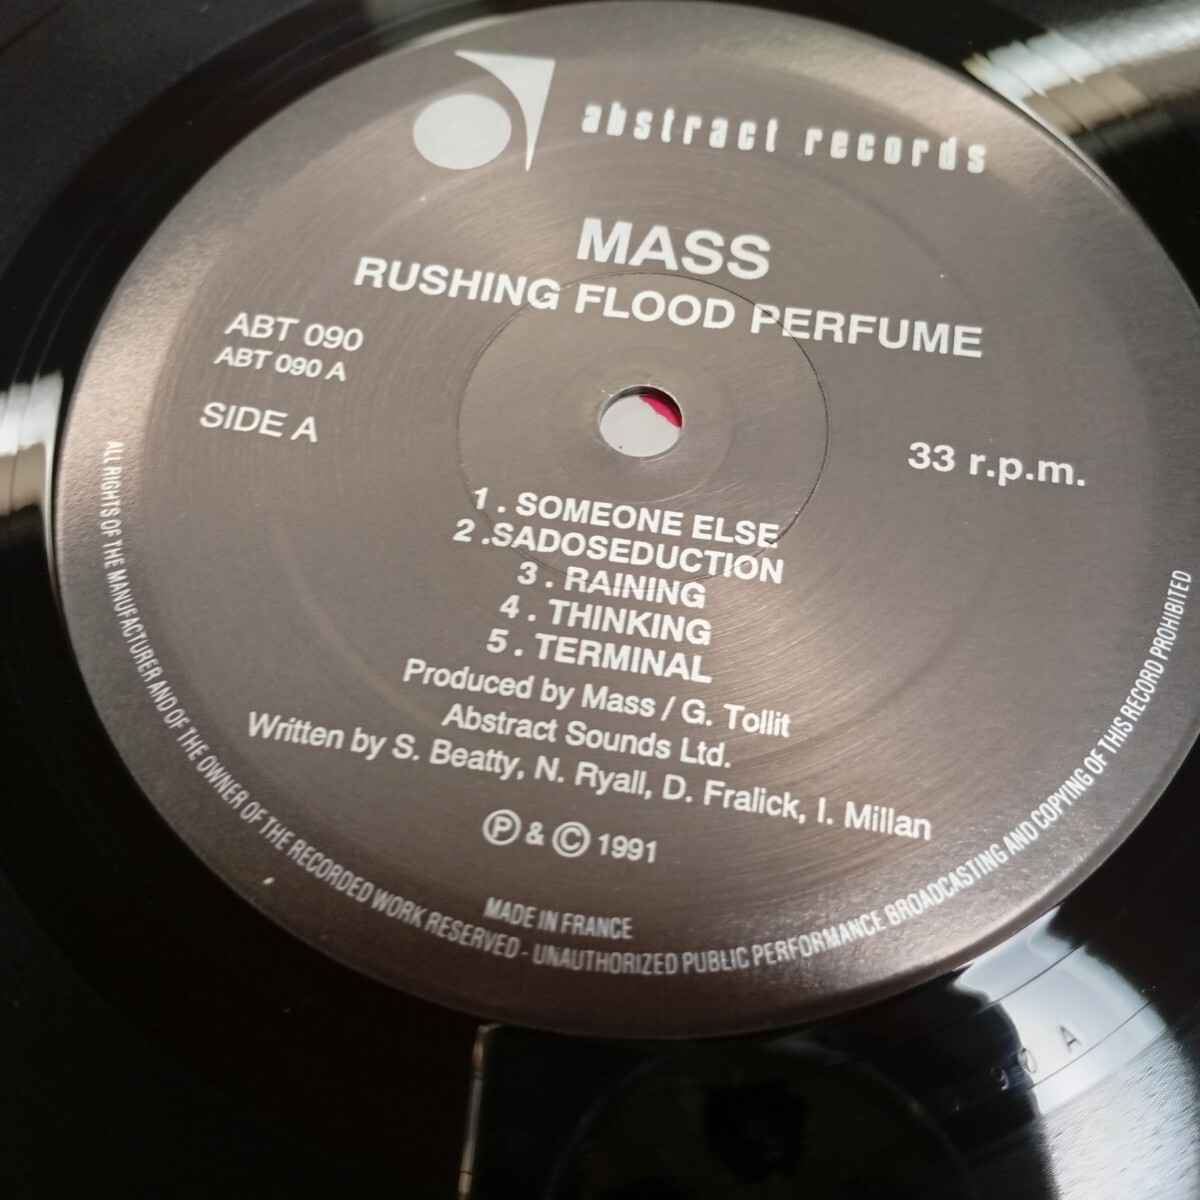 abstract records
MASS
RUSHING FLOOD PERFUME
ABT 090
ABT 090 A
SIDE A
33 r.p.m.
1 . SOMEONE ELSE
2 .SADOSEDUCTION
3 . RAINING
4 . THINKING
5 . TERMINAL
Produced by Mass / G. Tollit
Abstract Sounds Ltd.
Written by S. Beatty, N. Ryall, D. Fralick, I. Millan
Ⓟ & © 1991
MADE IN FRANCE
ALL RIGHTS OF THE MANUFACTURER AND OF THE OWNER OF THE RECORDED WORK RESERVED - UNAUTHORIZED PUBLIC PERFORMANCE BROADCASTING AND COPYING OF THIS RECORD PROHIBITED
90 A